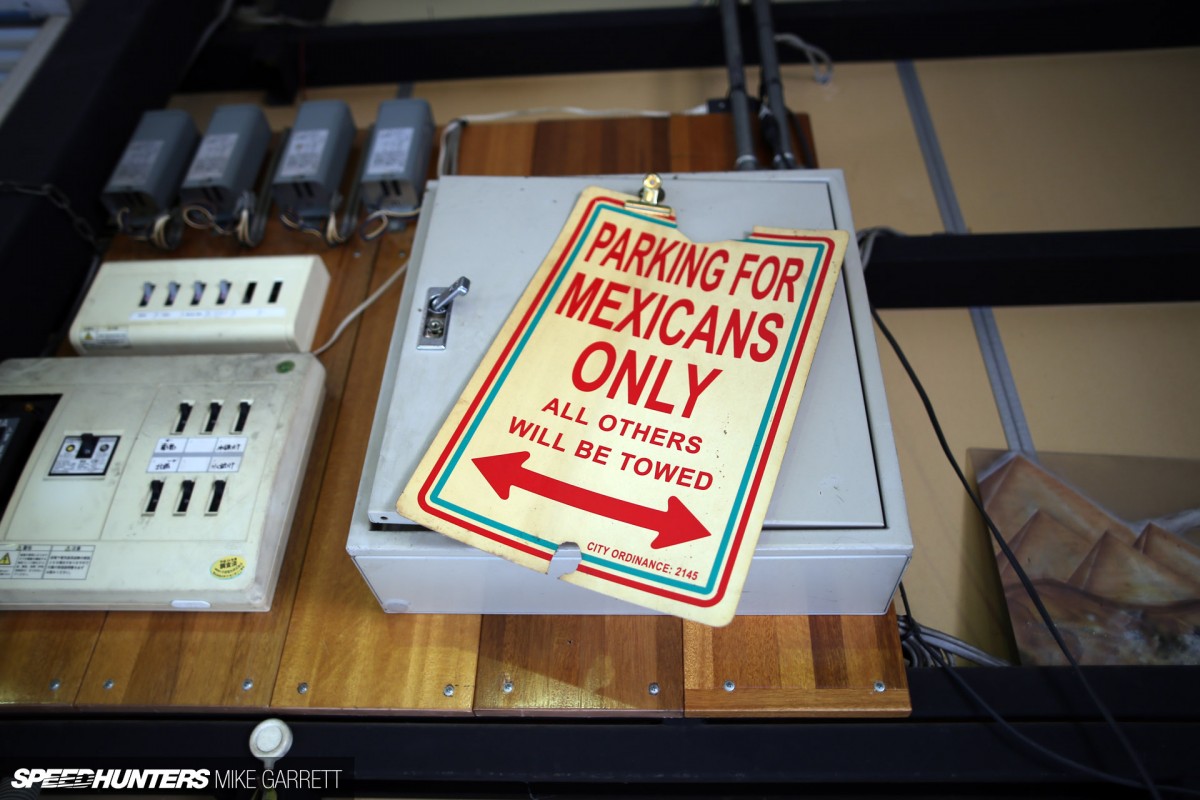 PARKING FOR
MEXICANS
ONLY
ALL OTHERS
WILL BE TOWED
CITY ORDINANCE: 2145
SPEEDHUNTERS MIKE GARRETT